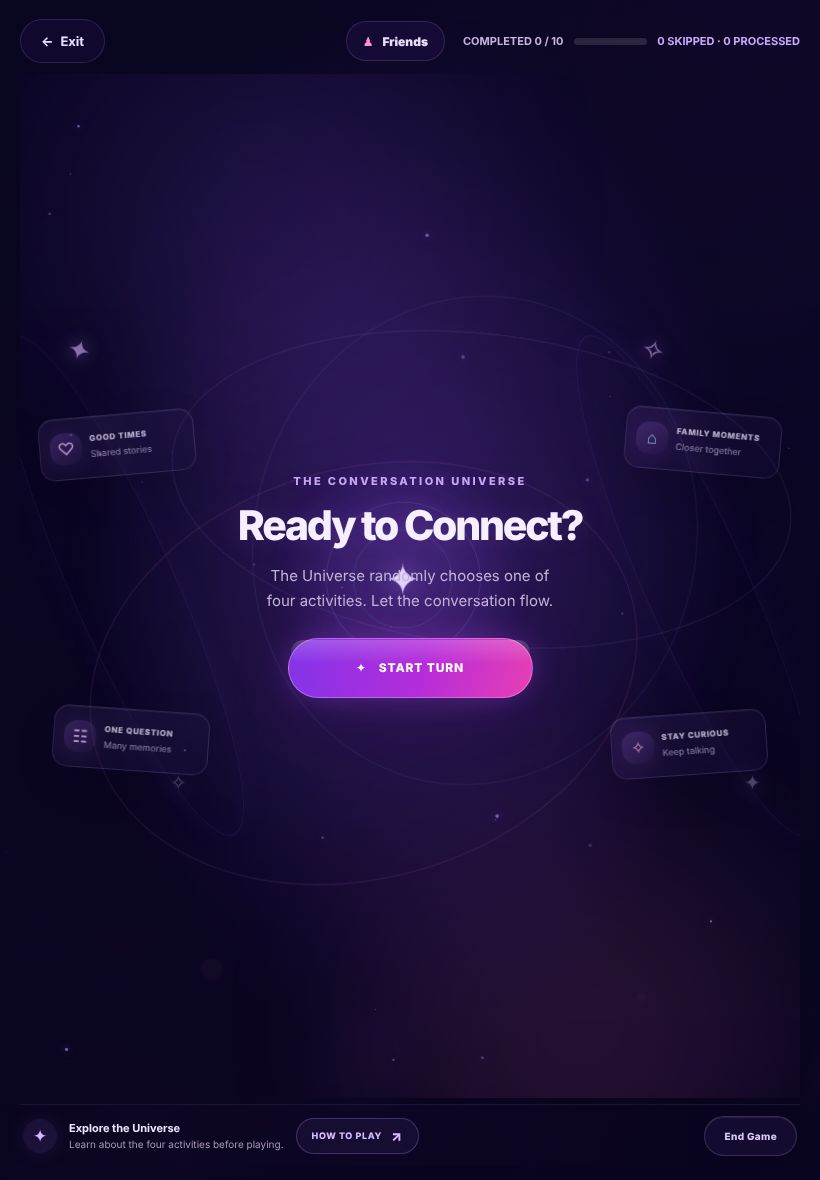 ← Exit
Friends
COMPLETED 0 / 10
0 SKIPPED · 0 PROCESSED
GOOD TIMES
Shared stories
FAMILY MOMENTS
Closer together
THE CONVERSATION UNIVERSE
Ready to Connect?
The Universe randomly chooses one of
four activities. Let the conversation flow.
START TURN
ONE QUESTION
Many memories
STAY CURIOUS
Keep talking
Explore the Universe
Learn about the four activities before playing.
HOW TO PLAY
End Game